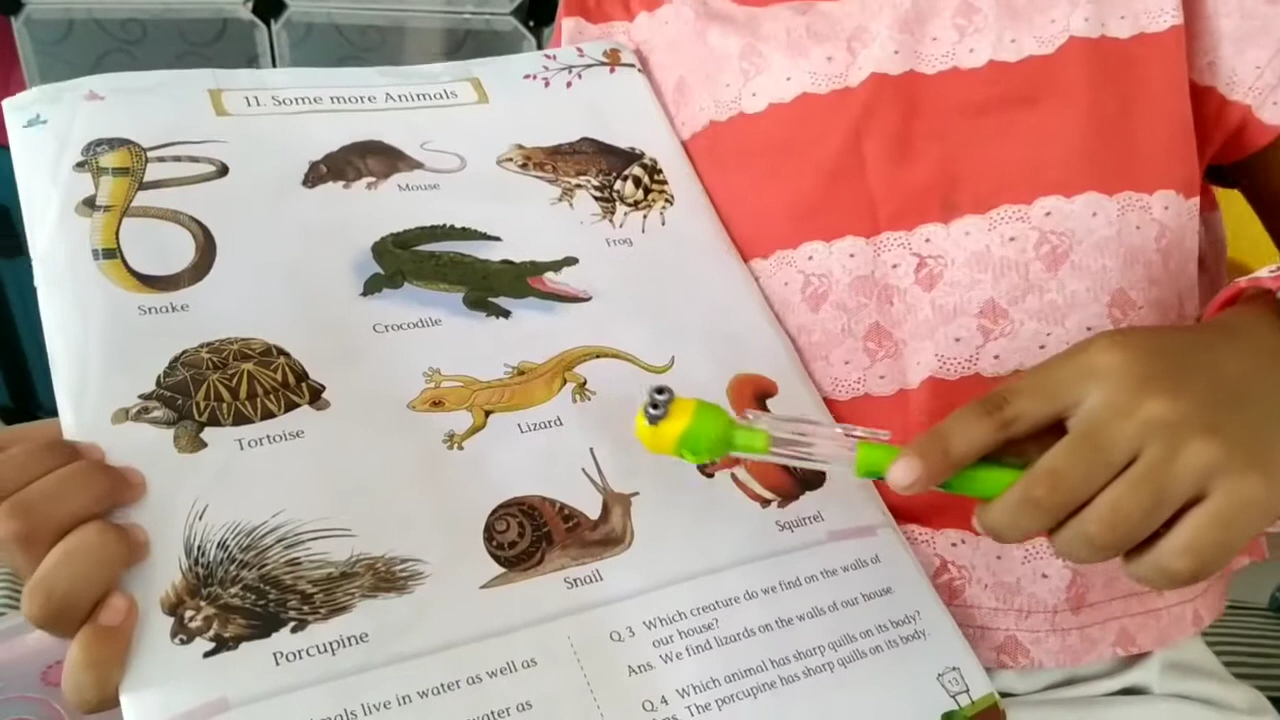 11. Some more Animals
Mouse
Frog
Snake
Crocodile
Tortoise
Lizard
Squirrel
Snail
Porcupine
live in water as well as
water as
Q.3 Which creature do we find on the walls of
our house?
Ans. We find lizards on the walls of our house.
Q.4 Which animal has sharp quills on its body?
The porcupine has sharp quills on its body.
13